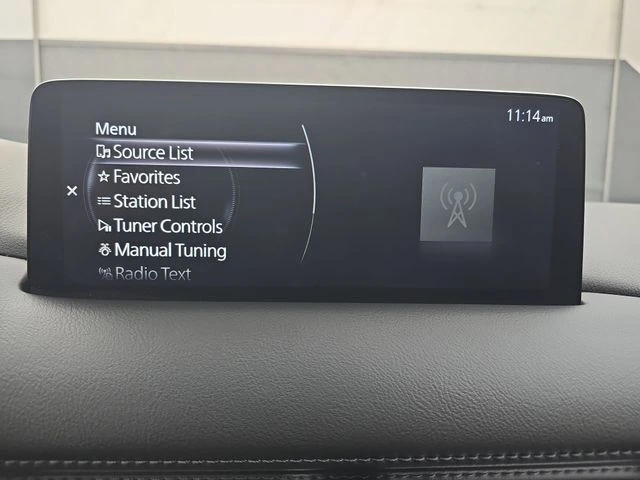 11:14am
Menu
Source List
Favorites
Station List
Tuner Controls
Manual Tuning
Radio Text